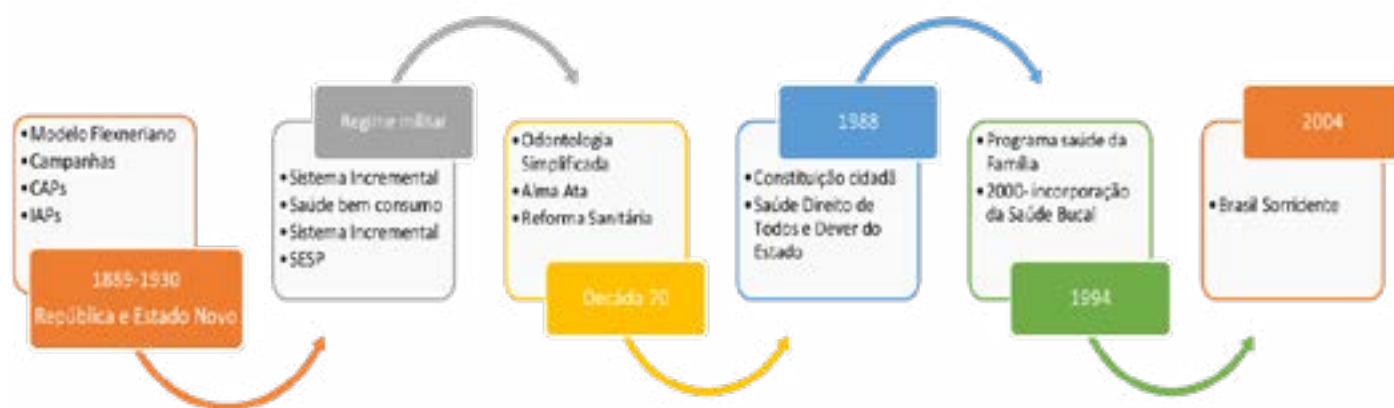 • Modelo Flexneriano
• Campanhas
• CAPs
• IAPs
1889-1930
República e Estado Novo
Regime militar
• Sistema Incremental
• Saúde bem consumo
• Sistema Incremental
• SESP
• Odontologia
Simplificada
• Alma Ata
• Reforma Sanitária
Decáda 70
1988
• Constituição cidadã
• Saúde Direito de
Todos e Dever do
Estado
• Programa saúde da
Família
• 2000- incorporação
da Saúde Bucal
1994
2004
• Brasil Sorridente